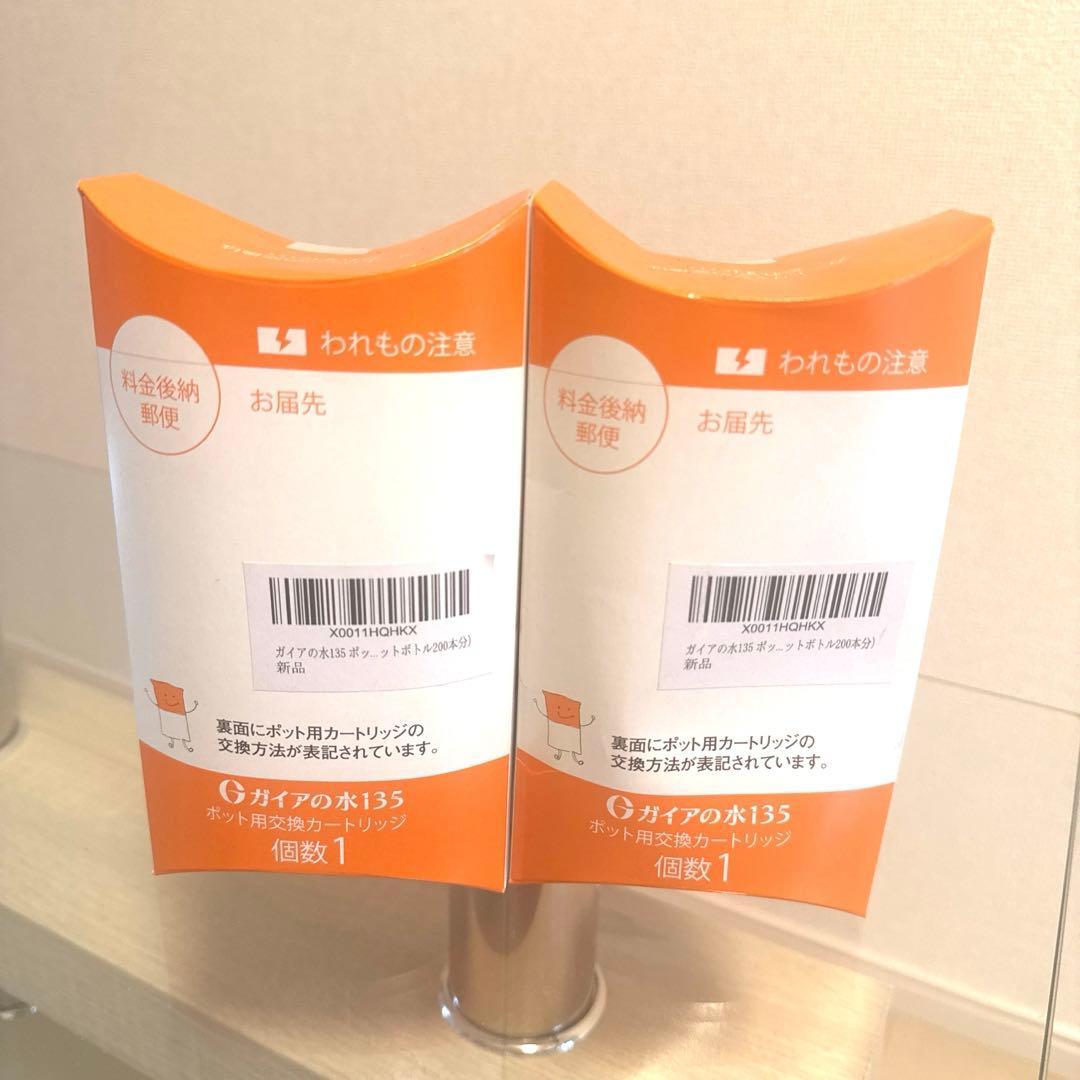 われもの注意
料金後納
郵便
お届先
X0011HQHKX
ガイアの水135 ポッ...ットボトル200本分)
新品
裏面にポット用カートリッジの
交換方法が表記されています。
ガイアの水135
ポット用交換カートリッジ
個数1
われもの注意
料金後納
郵便
お届先
X0011HQHKX
ガイアの水135 ポッ...ットボトル200本分)
新品
裏面にポット用カートリッジの
交換方法が表記されています。
ガイアの水135
ポット用交換カートリッジ
個数1